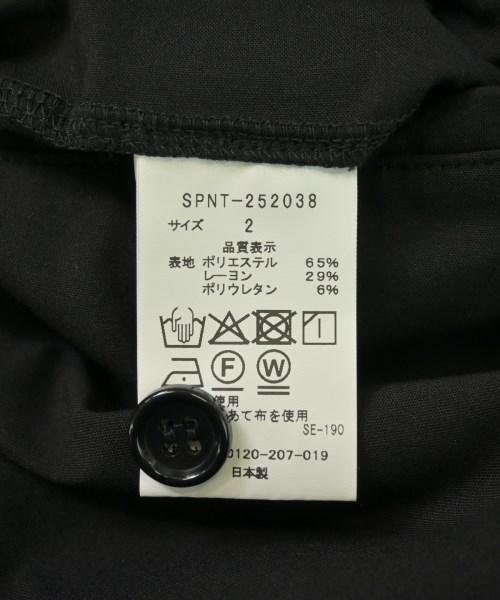 SPNT-252038
サイズ 2
品質表示
表地 ポリエステル 65%
レーヨン 29%
ポリウレタン 6%
F W
使用
あて布を使用
SE-190
0120-207-019
日本製